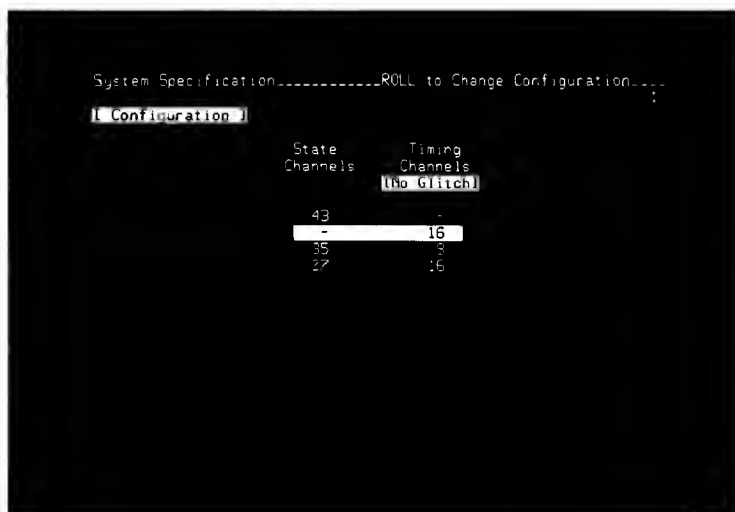 System Specification____________ROLL to Change Configuration____
[ Configuration ]
State Timing
Channels Channels
[No Glitch]
43 -
- 16
35 8
27 16